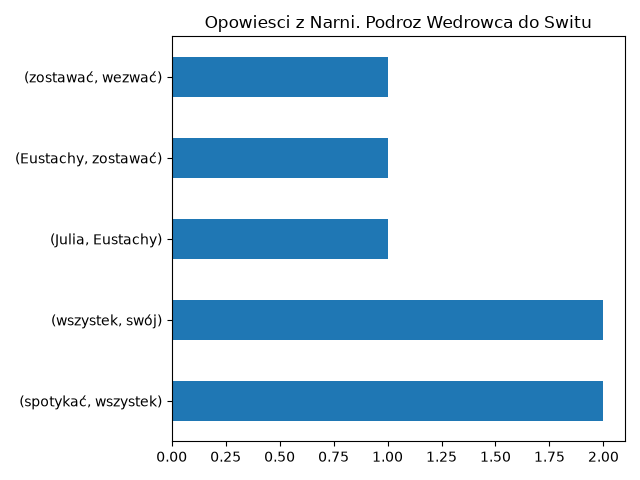 Opowiesci z Narni. Podroz Wedrowca do Switu
(zostawać, wezwać)
(Eustachy, zostawać)
(Julia, Eustachy)
(wszystek, swój)
(spotykać, wszystek)
0.00 0.25 0.50 0.75 1.00 1.25 1.50 1.75 2.00